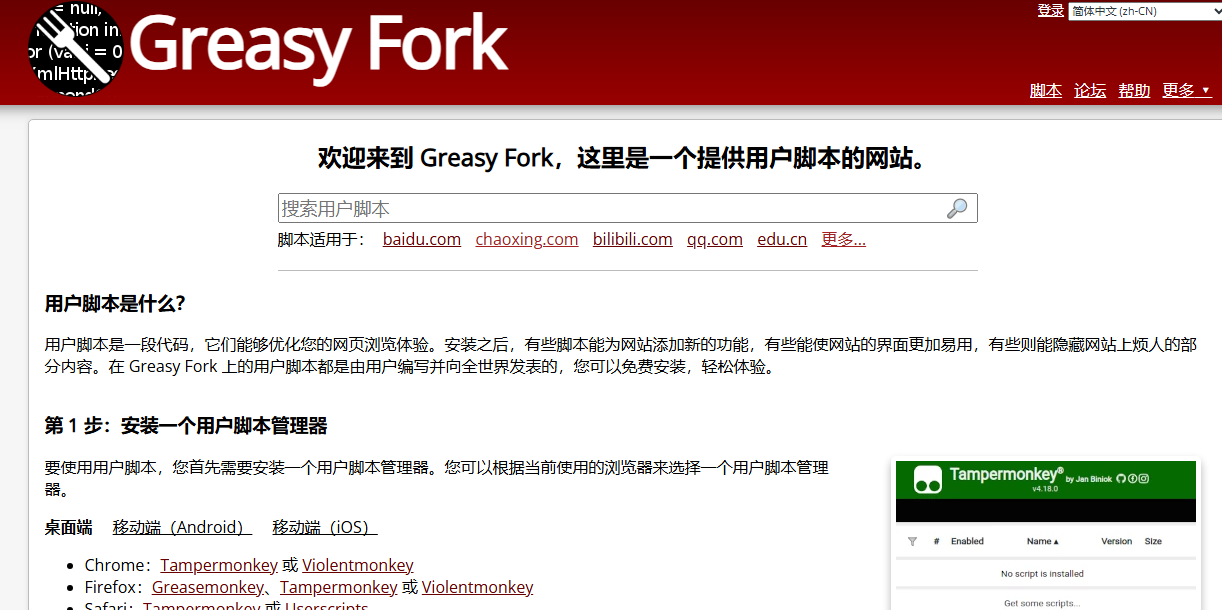 = null,
tion in
or (va i = 0
XmlHttp ex
Greasy Fork
登录 简体中文 (zh-CN)
脚本 论坛 帮助 更多 ▼
欢迎来到 Greasy Fork，这里是一个提供用户脚本的网站。
搜索用户脚本
脚本适用于： baidu.com chaoxing.com bilibili.com qq.com edu.cn 更多...
用户脚本是什么？
用户脚本是一段代码，它们能够优化您的网页浏览体验。安装之后，有些脚本能为网站添加新的功能，有些能使网站的界面更加易用，有些则能隐藏网站上烦人的部
分内容。在 Greasy Fork 上的用户脚本都是由用户编写并向全世界发表的，您可以免费安装，轻松体验。
第 1 步：安装一个用户脚本管理器
要使用用户脚本，您首先需要安装一个用户脚本管理器。您可以根据当前使用的浏览器来选择一个用户脚本管理
器。
桌面端 移动端（Android） 移动端（iOS）
• Chrome：Tampermonkey 或 Violentmonkey
• Firefox：Greasemonkey、Tampermonkey 或 Violentmonkey
• Safari：Tampermonkey 或 Userscripts
Tampermonkey® by Jan Biniok
v4.18.0
# Enabled Name ▴ Version Size
No script is installed
Get some scripts...